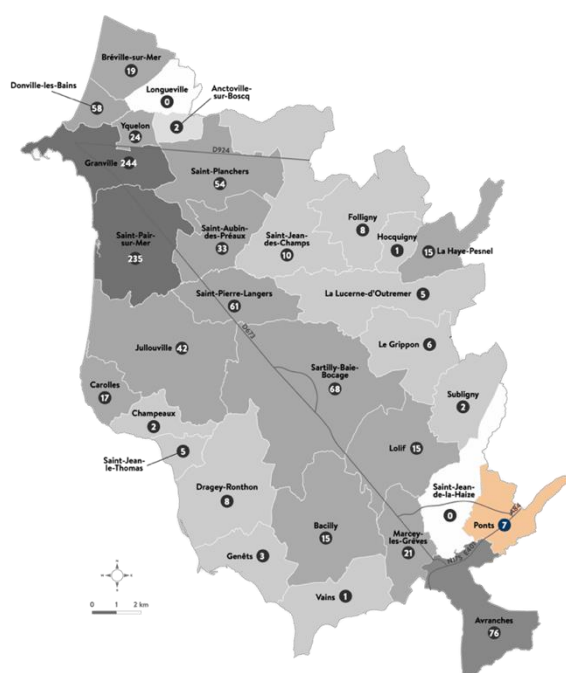 Bréville-sur-Mer
19
Donville-les-Bains
58
Longueville
0
Anctoville-
sur-Boscq
2
Yquelon
24
Granville 244
D924
Saint-Planchers
54
Saint-Pair-
sur-Mer
235
Saint-Aubin-
des-Préaux
33
Saint-Jean-
des-Champs
10
Folligny
8
Hocquigny
1
15 La Haye-Pesnel
Saint-Pierre-Langers
61
La Lucerne-d'Outremer 5
D673
Le Grippon 6
Jullouville 42
Sartilly-Baie-
Bocage
68
Carolles
17
Champeaux
2
Subligny
2
Saint-Jean-
le-Thomas
5
Lolif 15
Dragey-Ronthon
8
Saint-Jean-
de-la-Haize
0
Ponts 7
Bacilly
15
Marcey-
les-Grèves
21
Genêts 3
Vains 1
Avranches
76
0 1 2 km